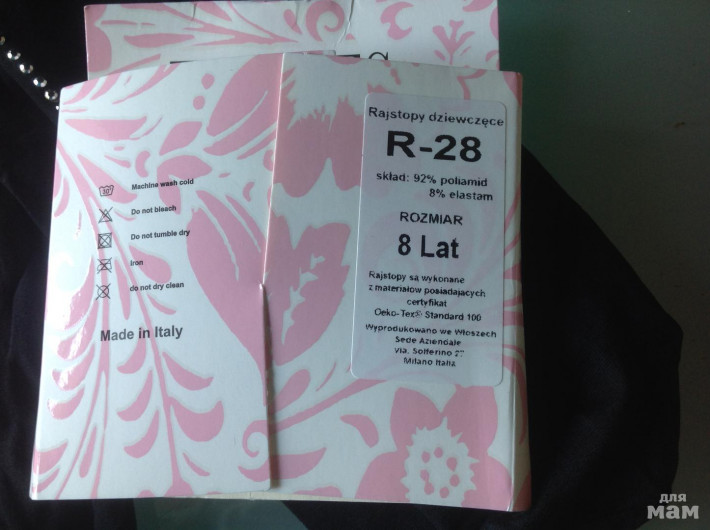 Machine wash cold
Do not bleach
Do not tumble dry
Iron
do not dry clean
Made in Italy
Rajstopy dziewczęce
R-28
skład: 92% poliamid
8% elastam
ROZMIAR
8 Lat
Rajstopy są wykonane
z materiałów posiadających
certyfikat
Oeko-Tex® Standard 100
Wyprodukowano we Włoszech
Sede Aziendale
Via. Solferino 27
Milano Italia
для
мам